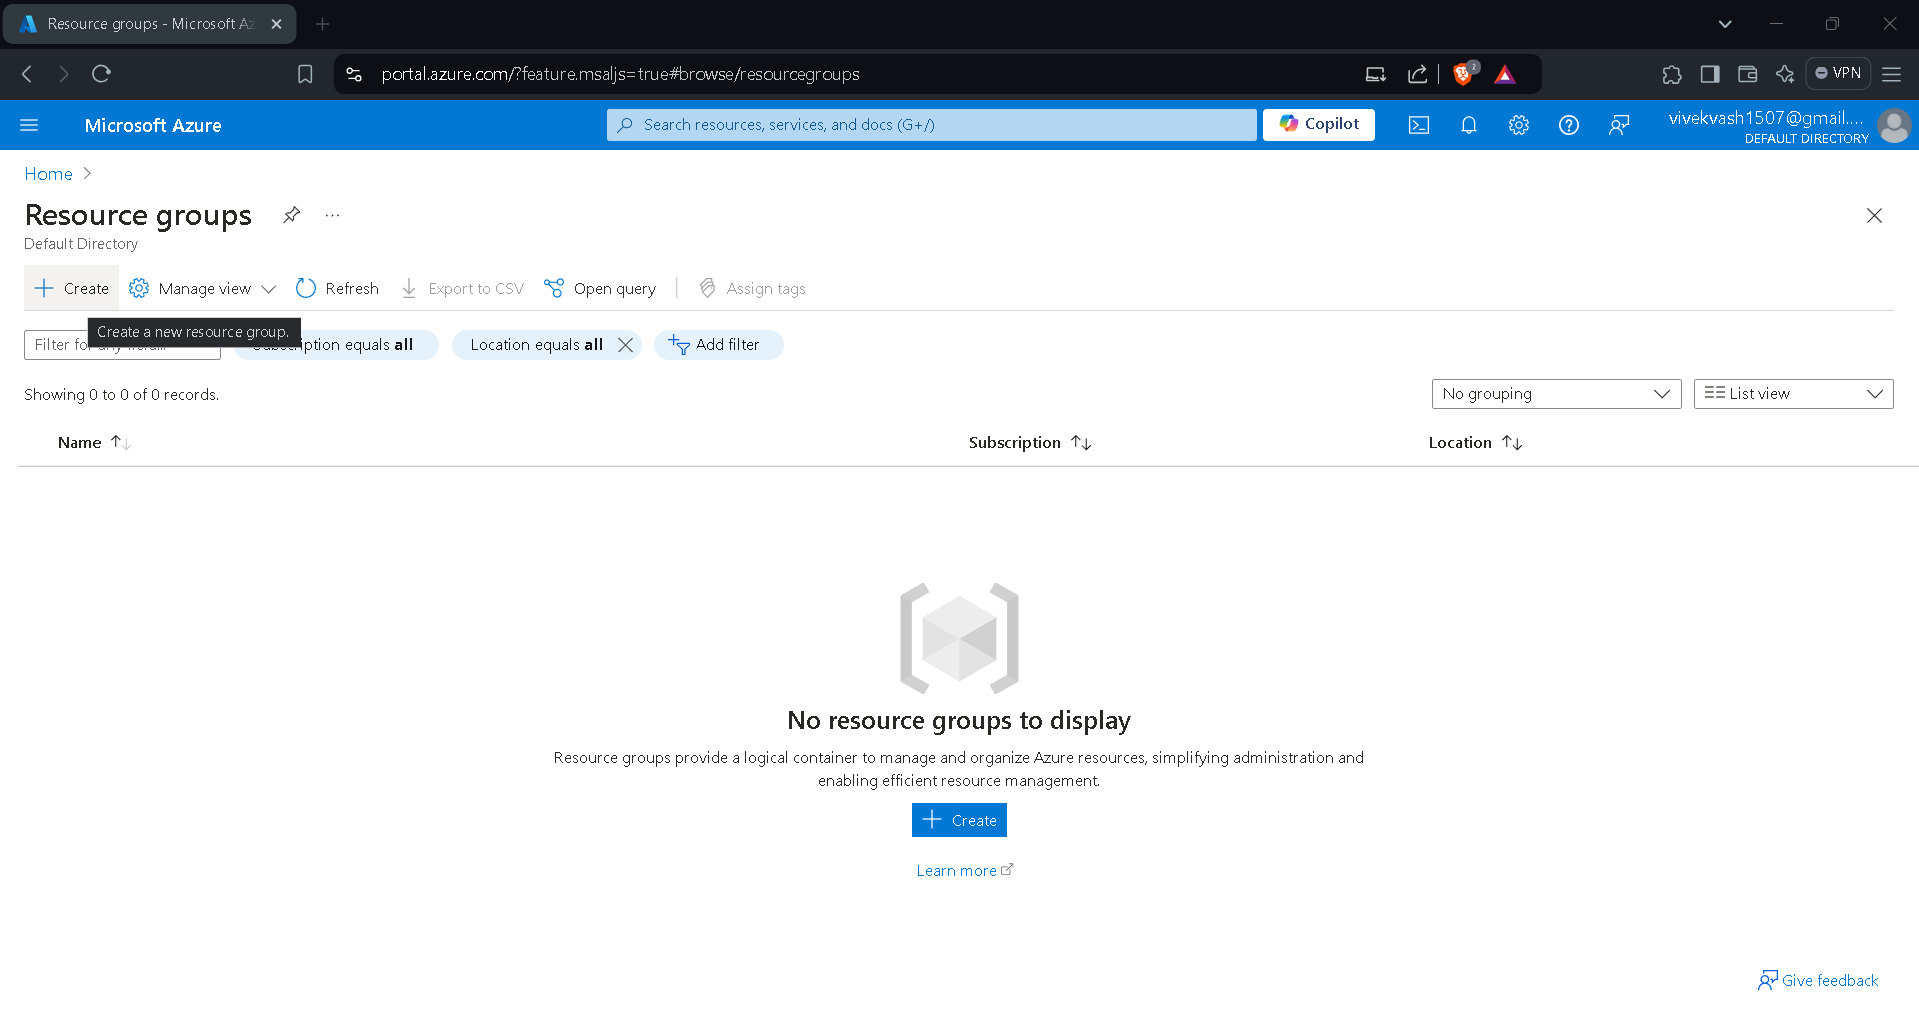 Resource groups - Microsoft Az
portal.azure.com/?feature.msaljs=true#browse/resourcegroups
2
VPN
Microsoft Azure
Search resources, services, and docs (G+/)
Copilot
vivekvash1507@gmail....
DEFAULT DIRECTORY
Home
Resource groups
Default Directory
Create
Manage view
Refresh
Export to CSV
Open query
Assign tags
Create a new resource group.
Filter for any field...
Subscription equals all
Location equals all
Add filter
Showing 0 to 0 of 0 records.
No grouping
List view
Name
Subscription
Location
No resource groups to display
Resource groups provide a logical container to manage and organize Azure resources, simplifying administration and
enabling efficient resource management.
Create
Learn more
Give feedback